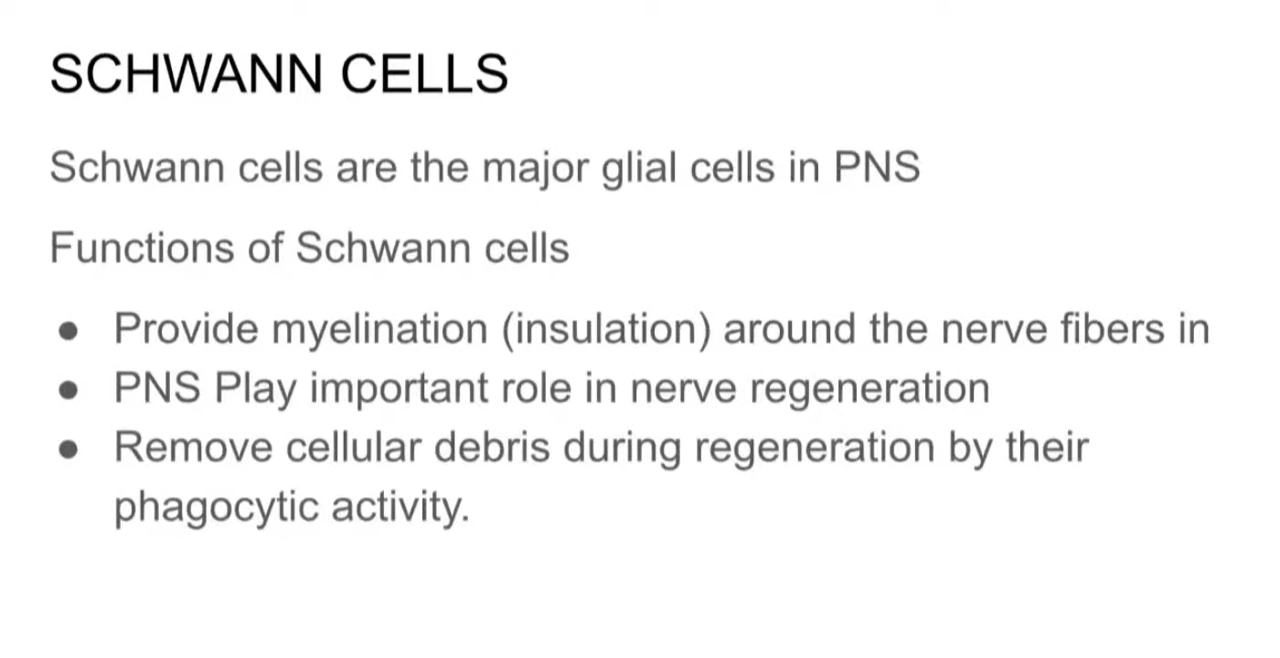 SCHWANN CELLS
Schwann cells are the major glial cells in PNS
Functions of Schwann cells
● Provide myelination (insulation) around the nerve fibers in
● PNS Play important role in nerve regeneration
● Remove cellular debris during regeneration by their
phagocytic activity.